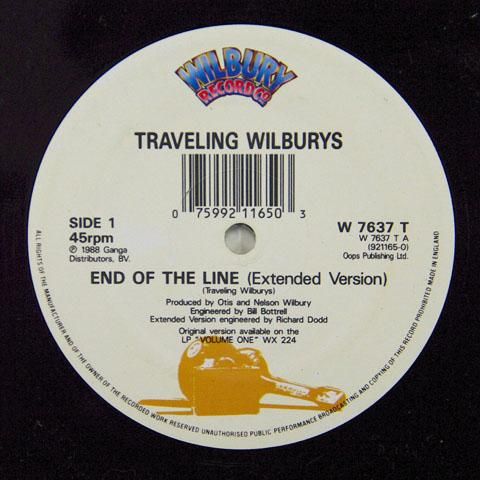 WILBURY
RECORD CO
TRAVELING WILBURYS
0 75992 11650 3
SIDE 1
45rpm
℗ 1988 Ganga
Distributors, BV.
W 7637 T
W 7637 T A
(921165-0)
Oops Publishing Ltd.
END OF THE LINE (Extended Version)
(Traveling Wilburys)
Produced by Otis and Nelson Wilbury
Engineered by Bill Bottrell
Extended Version engineered by Richard Dodd
Original version available on the
LP "VOLUME ONE" WX 224
ALL RIGHTS OF THE MANUFACTURER AND OF THE OWNER OF THE RECORDED WORK RESERVED UNAUTHORISED PUBLIC PERFORMANCE BROADCASTING AND COPYING OF THIS RECORD PROHIBITED MADE IN ENGLAND